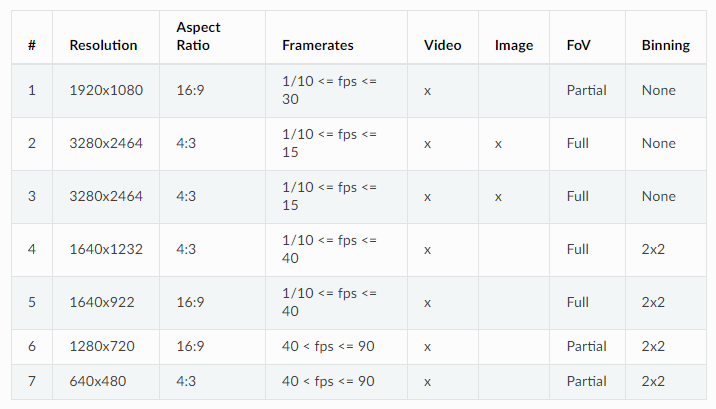 # Resolution Aspect Ratio Framerates Video Image FoV Binning
1 1920x1080 16:9 1/10 <= fps <= 30 x Partial None
2 3280x2464 4:3 1/10 <= fps <= 15 x x Full None
3 3280x2464 4:3 1/10 <= fps <= 15 x x Full None
4 1640x1232 4:3 1/10 <= fps <= 40 x Full 2x2
5 1640x922 16:9 1/10 <= fps <= 40 x Full 2x2
6 1280x720 16:9 40 < fps <= 90 x Partial 2x2
7 640x480 4:3 40 < fps <= 90 x Partial 2x2